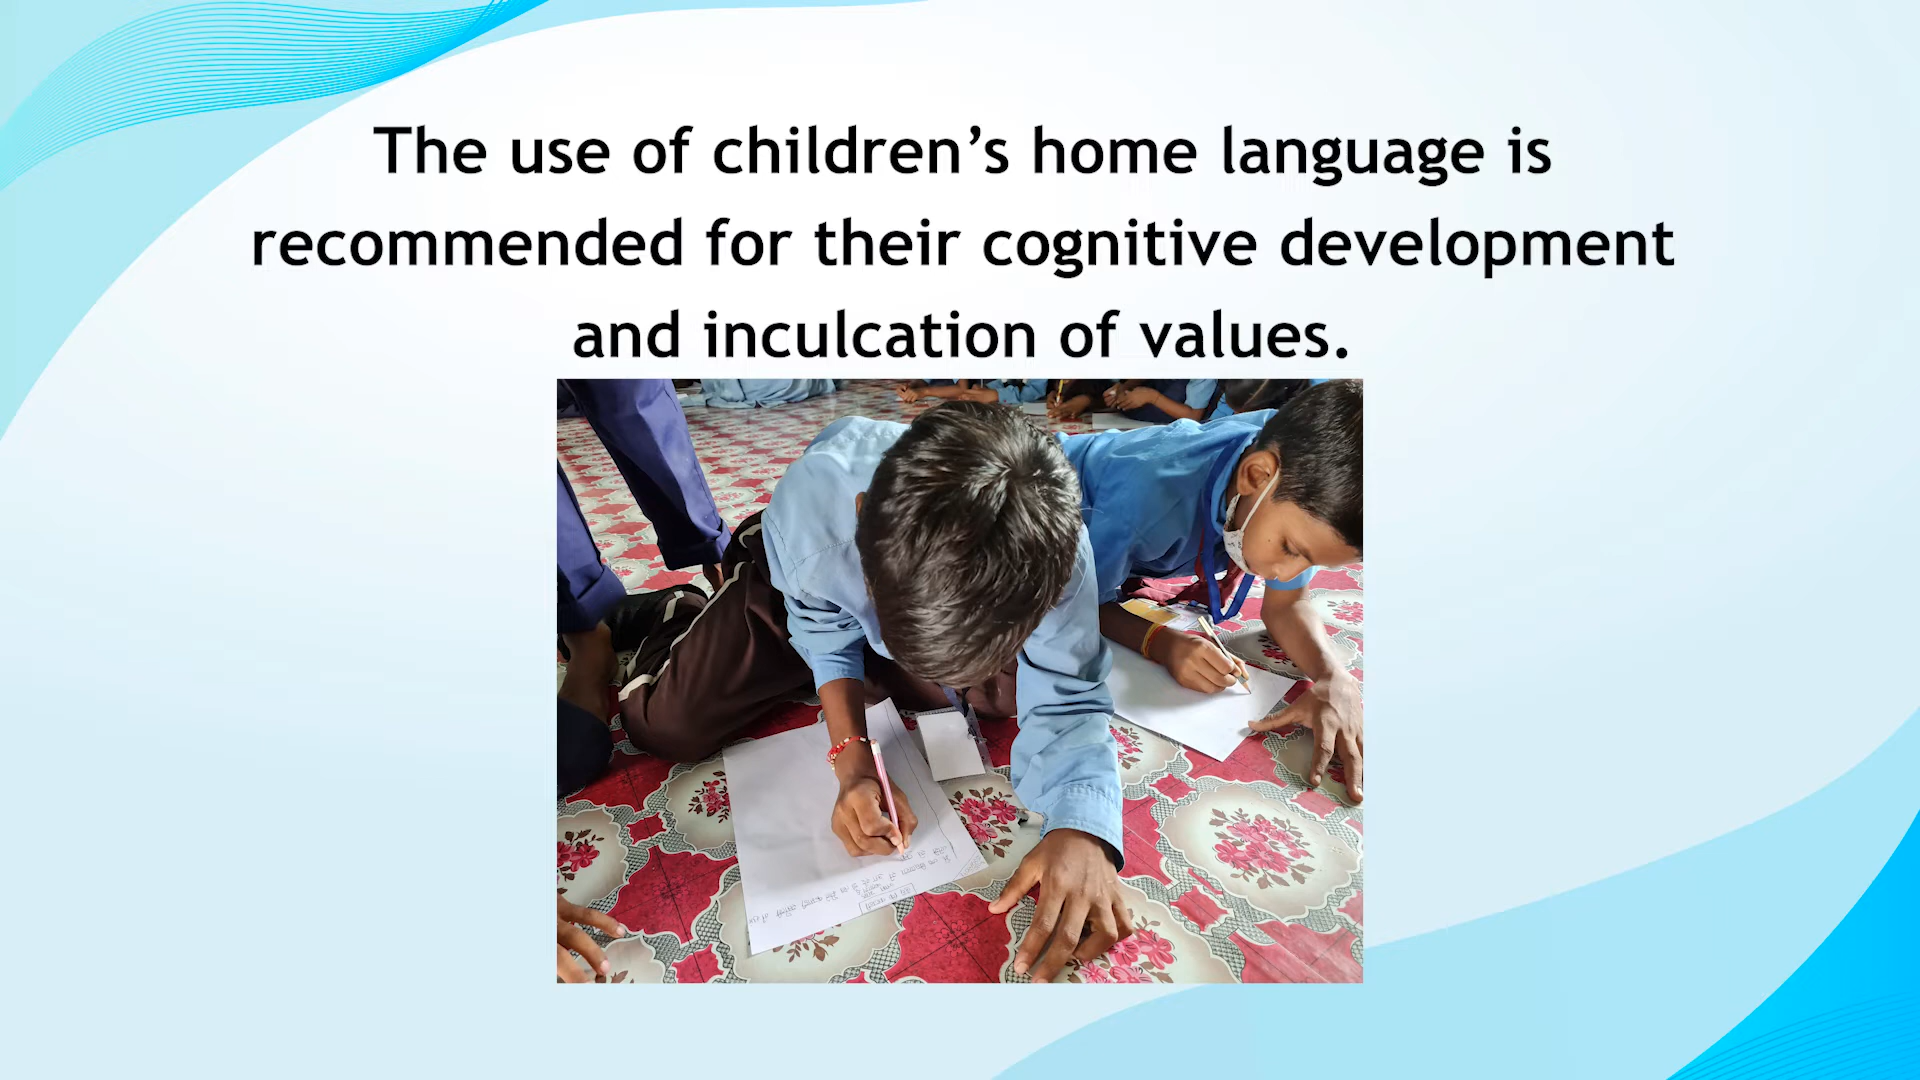 The use of children’s home language is
recommended for their cognitive development
and inculcation of values.